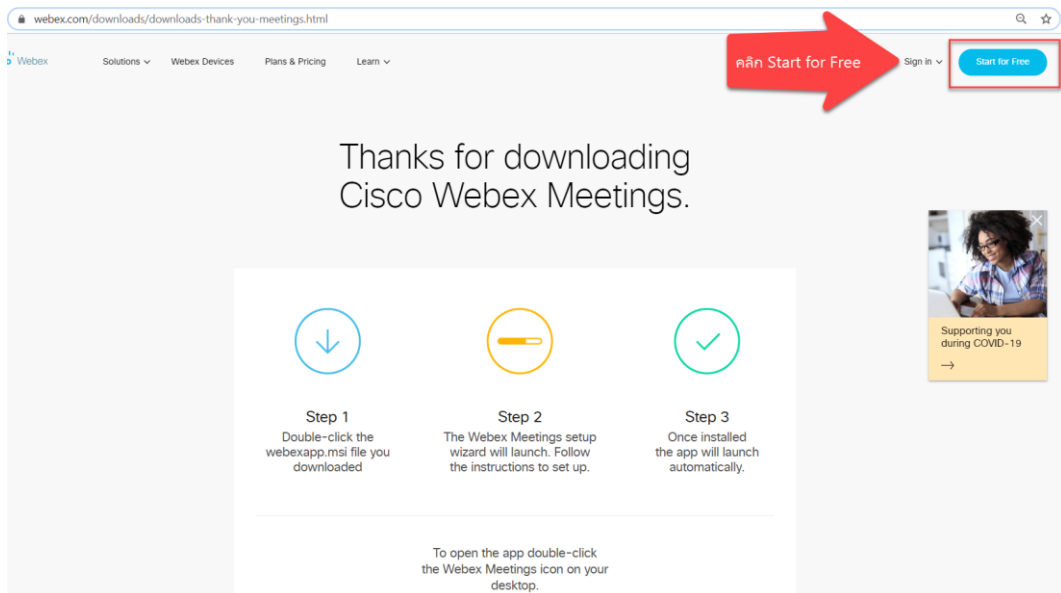 webex.com/downloads/downloads-thank-you-meetings.html
Webex Solutions Webex Devices Plans & Pricing Learn คลิก Start for Free Sign in Start for Free
Thanks for downloading
Cisco Webex Meetings.
Supporting you
during COVID-19
Step 1
Double-click the
webexapp.msi file you
downloaded
Step 2
The Webex Meetings setup
wizard will launch. Follow
the instructions to set up.
Step 3
Once installed
the app will launch
automatically.
To open the app double-click
the Webex Meetings icon on your
desktop.